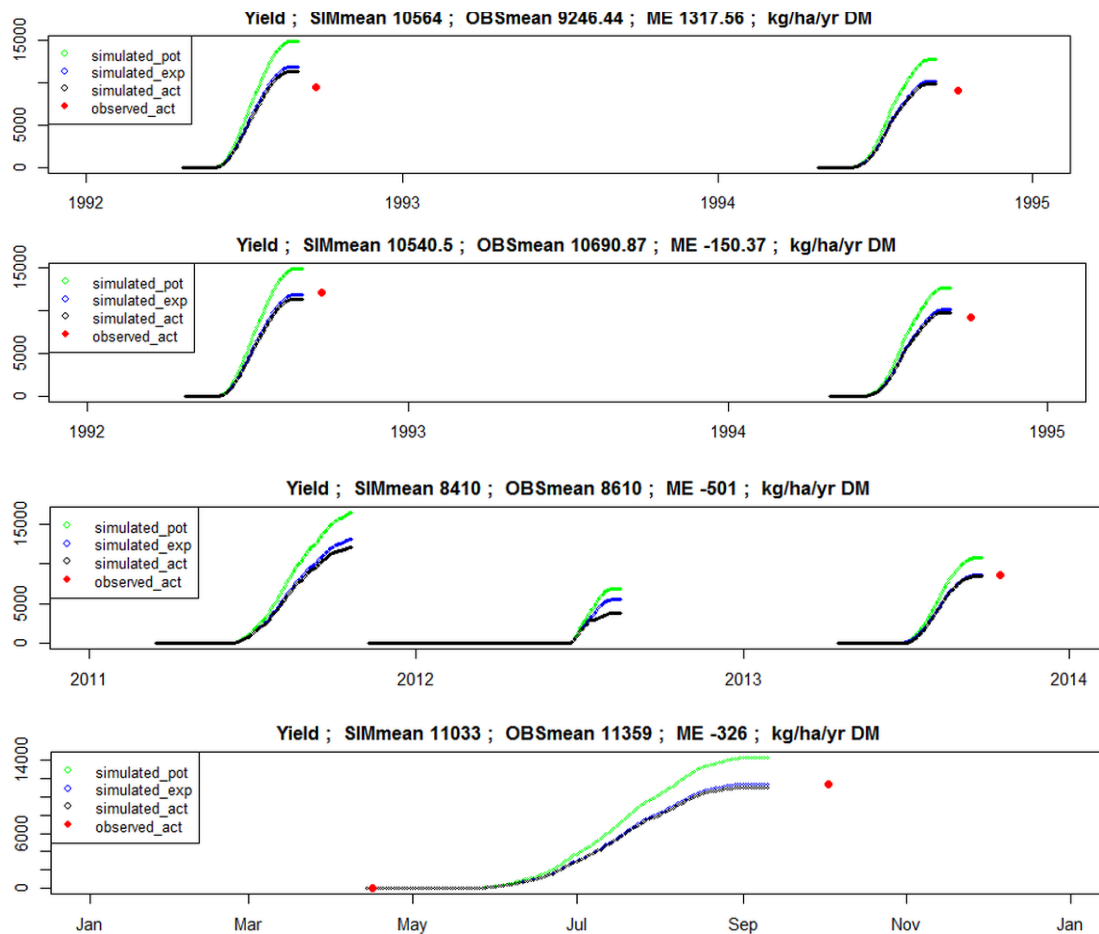 Yield ; SIMmean 10564 ; OBSmean 9246.44 ; ME 1317.56 ; kg/ha/yr DM
15000
10000
5000
0
simulated_pot
simulated_exp
simulated_act
observed_act
1992 1993 1994 1995
Yield ; SIMmean 10540.5 ; OBSmean 10690.87 ; ME -150.37 ; kg/ha/yr DM
15000
5000
0
simulated_pot
simulated_exp
simulated_act
observed_act
1992 1993 1994 1995
Yield ; SIMmean 8410 ; OBSmean 8610 ; ME -501 ; kg/ha/yr DM
15000
5000
0
simulated_pot
simulated_exp
simulated_act
observed_act
2011 2012 2013 2014
Yield ; SIMmean 11033 ; OBSmean 11359 ; ME -326 ; kg/ha/yr DM
14000
6000
0
simulated_pot
simulated_exp
simulated_act
observed_act
Jan Mar May Jul Sep Nov Jan